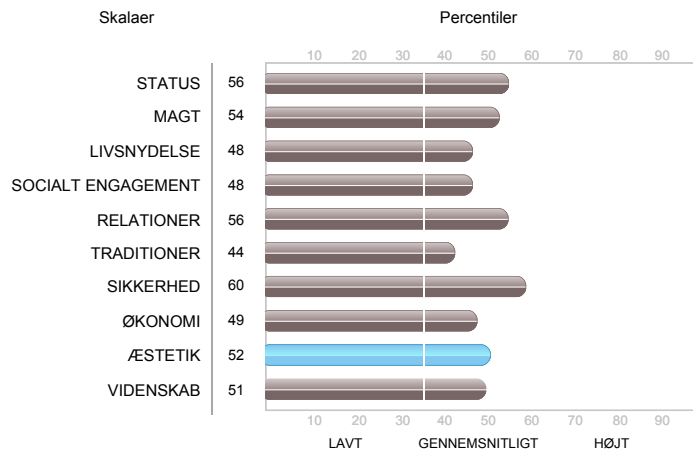 Skalaer Percentiler
10 20 30 40 50 60 70 80 90
STATUS 56
MAGT 54
LIVSNYDELSE 48
SOCIALT ENGAGEMENT 48
RELATIONER 56
TRADITIONER 44
SIKKERHED 60
ØKONOMI 49
ÆSTETIK 52
VIDENSKAB 51
10 20 30 40 50 60 70 80 90
LAVT GENNEMSNITLIGT HØJT